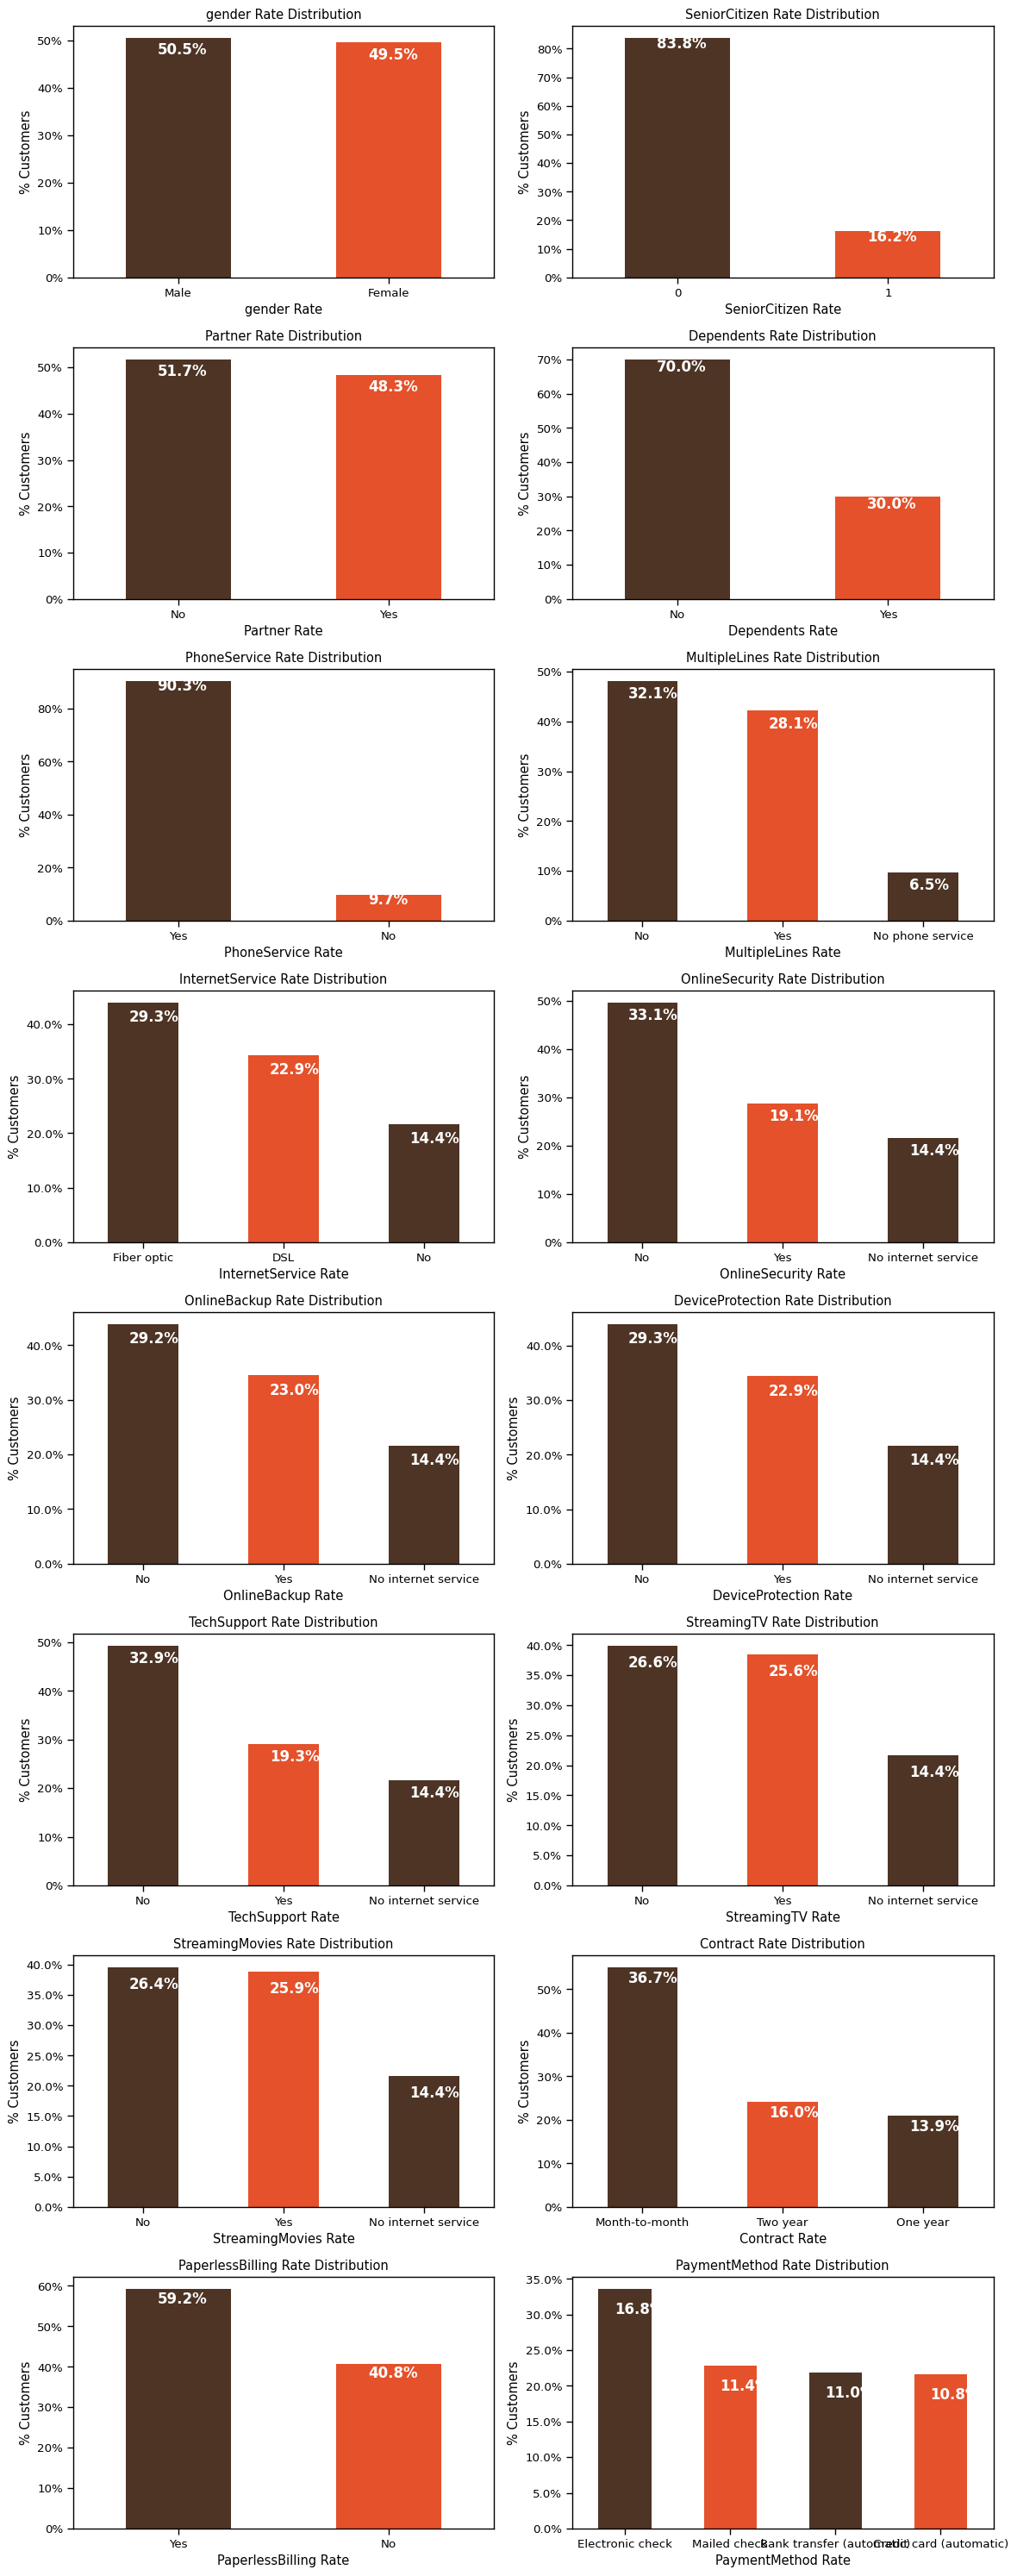 gender Rate Distribution
% Customers
50%
40%
30%
20%
10%
0%
50.5%
49.5%
Male
Female
gender Rate
SeniorCitizen Rate Distribution
% Customers
80%
70%
60%
50%
40%
30%
20%
10%
0%
83.8%
16.2%
0
1
SeniorCitizen Rate
Partner Rate Distribution
% Customers
50%
40%
30%
20%
10%
0%
51.7%
48.3%
No
Yes
Partner Rate
Dependents Rate Distribution
% Customers
70%
60%
50%
40%
30%
20%
10%
0%
70.0%
30.0%
No
Yes
Dependents Rate
PhoneService Rate Distribution
% Customers
80%
60%
40%
20%
0%
90.3%
9.7%
Yes
No
PhoneService Rate
MultipleLines Rate Distribution
% Customers
50%
40%
30%
20%
10%
0%
32.1%
28.1%
6.5%
No
Yes
No phone service
MultipleLines Rate
InternetService Rate Distribution
% Customers
40.0%
30.0%
20.0%
10.0%
0.0%
29.3%
22.9%
14.4%
Fiber optic
DSL
No
InternetService Rate
OnlineSecurity Rate Distribution
% Customers
50%
40%
30%
20%
10%
0%
33.1%
19.1%
14.4%
No
Yes
No internet service
OnlineSecurity Rate
OnlineBackup Rate Distribution
% Customers
40.0%
30.0%
20.0%
10.0%
0.0%
29.2%
23.0%
14.4%
No
Yes
No internet service
OnlineBackup Rate
DeviceProtection Rate Distribution
% Customers
40.0%
30.0%
20.0%
10.0%
0.0%
29.3%
22.9%
14.4%
No
Yes
No internet service
DeviceProtection Rate
TechSupport Rate Distribution
% Customers
50%
40%
30%
20%
10%
0%
32.9%
19.3%
14.4%
No
Yes
No internet service
TechSupport Rate
StreamingTV Rate Distribution
% Customers
40.0%
35.0%
30.0%
25.0%
20.0%
15.0%
10.0%
5.0%
0.0%
26.6%
25.6%
14.4%
No
Yes
No internet service
StreamingTV Rate
StreamingMovies Rate Distribution
% Customers
40.0%
35.0%
30.0%
25.0%
20.0%
15.0%
10.0%
5.0%
0.0%
26.4%
25.9%
14.4%
No
Yes
No internet service
StreamingMovies Rate
Contract Rate Distribution
% Customers
50%
40%
30%
20%
10%
0%
36.7%
16.0%
13.9%
Month-to-month
Two year
One year
Contract Rate
PaperlessBilling Rate Distribution
% Customers
60%
50%
40%
30%
20%
10%
0%
59.2%
40.8%
Yes
No
PaperlessBilling Rate
PaymentMethod Rate Distribution
% Customers
35.0%
30.0%
25.0%
20.0%
15.0%
10.0%
5.0%
0.0%
16.8%
11.4%
11.0%
10.8%
Electronic check
Mailed check
Bank transfer (automatic)
Credit card (automatic)
PaymentMethod Rate